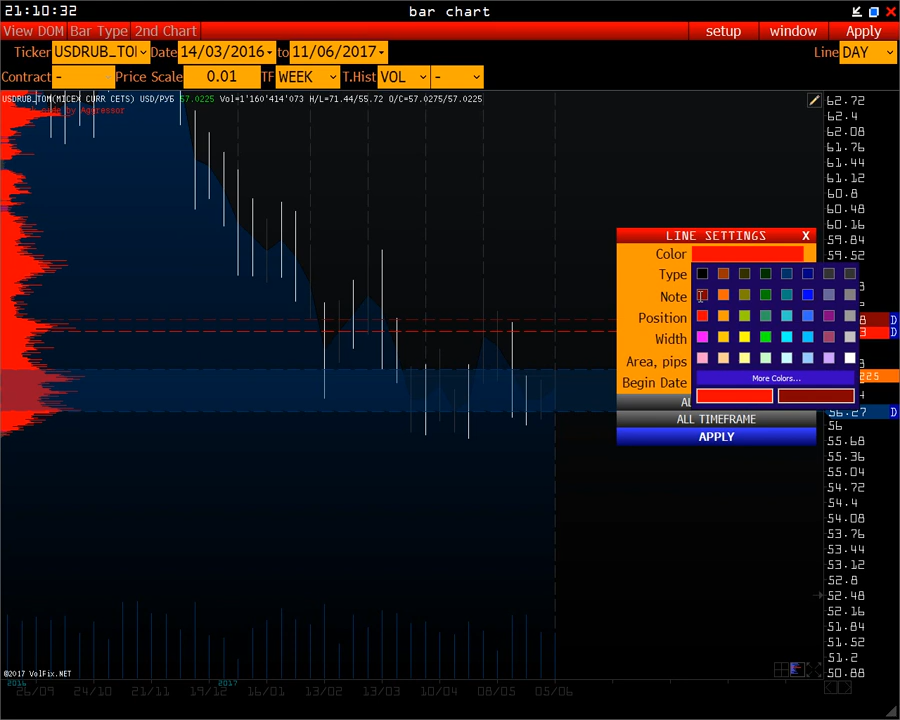 21:10:32
bar chart
View DOM Bar Type 2nd Chart
setup window Apply
Ticker USDRUB_TO Date 14/03/2016 to 11/06/2017 Line DAY
Contract - Price Scale 0.01 TF WEEK T.Hist VOL -
USDRUB_TOM(MICEX CURR CETS) USD/РУБ 57.0225 Vol=1'160'414'073 H/L=71.44/55.72 O/C=57.0275/57.0225
by Aggressor
62.72
62.4
62.08
61.76
61.44
61.12
60.8
60.48
60.16
59.84
59.52
LINE SETTINGS X
Color
Type
Note
Position
Width
Area, pips
Begin Date
More Colors...
ALL TIMEFRAME
APPLY
8 D
3 D
225
56.27 D
56
55.68
55.36
55.04
54.72
54.4
54.08
53.76
53.44
53.12
52.8
52.48
52.16
51.84
51.52
51.2
50.88
©2017 VolFix.NET
2016 2017
26/09 24/10 21/11 19/12 16/01 13/02 13/03 10/04 08/05 05/06